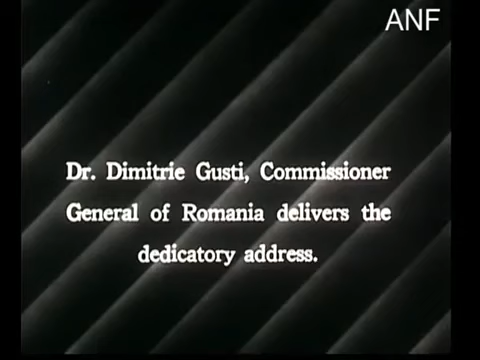 ANF
Dr. Dimitrie Gusti, Commissioner
General of Romania delivers the
dedicatory address.